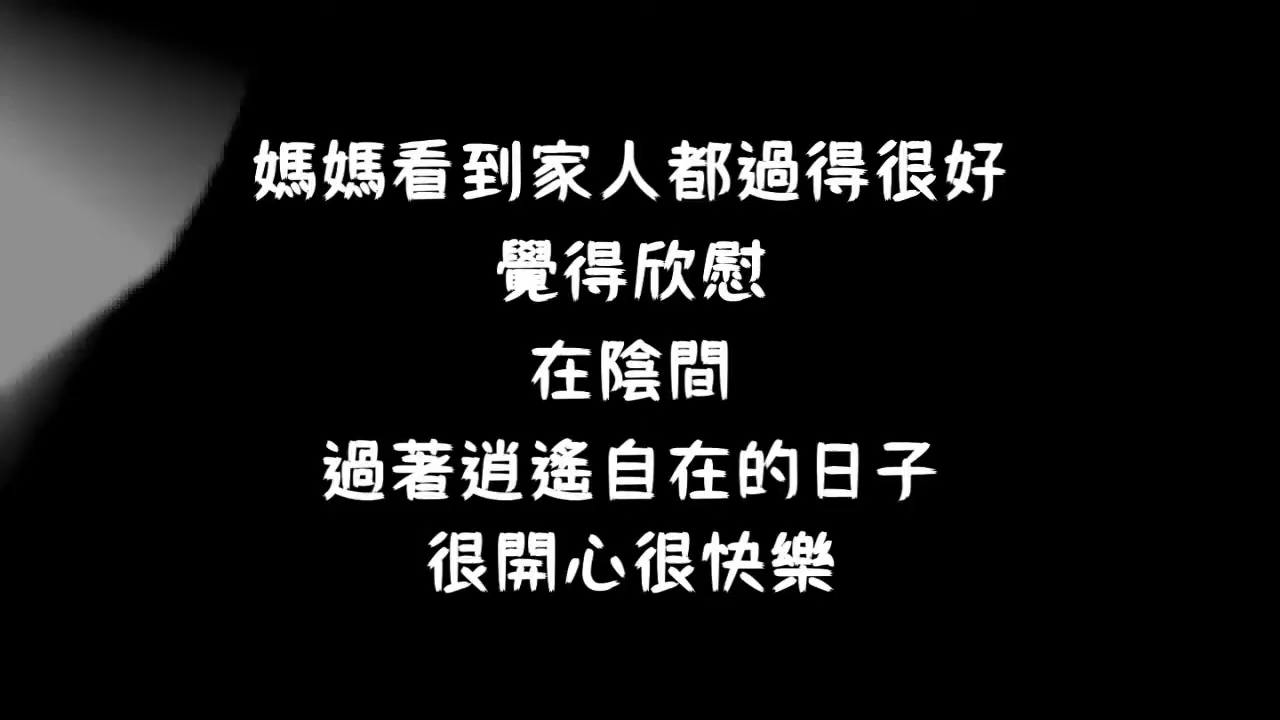 媽媽看到家人都過得很好
覺得欣慰
在陰間
過著逍遙自在的日子
很開心很快樂